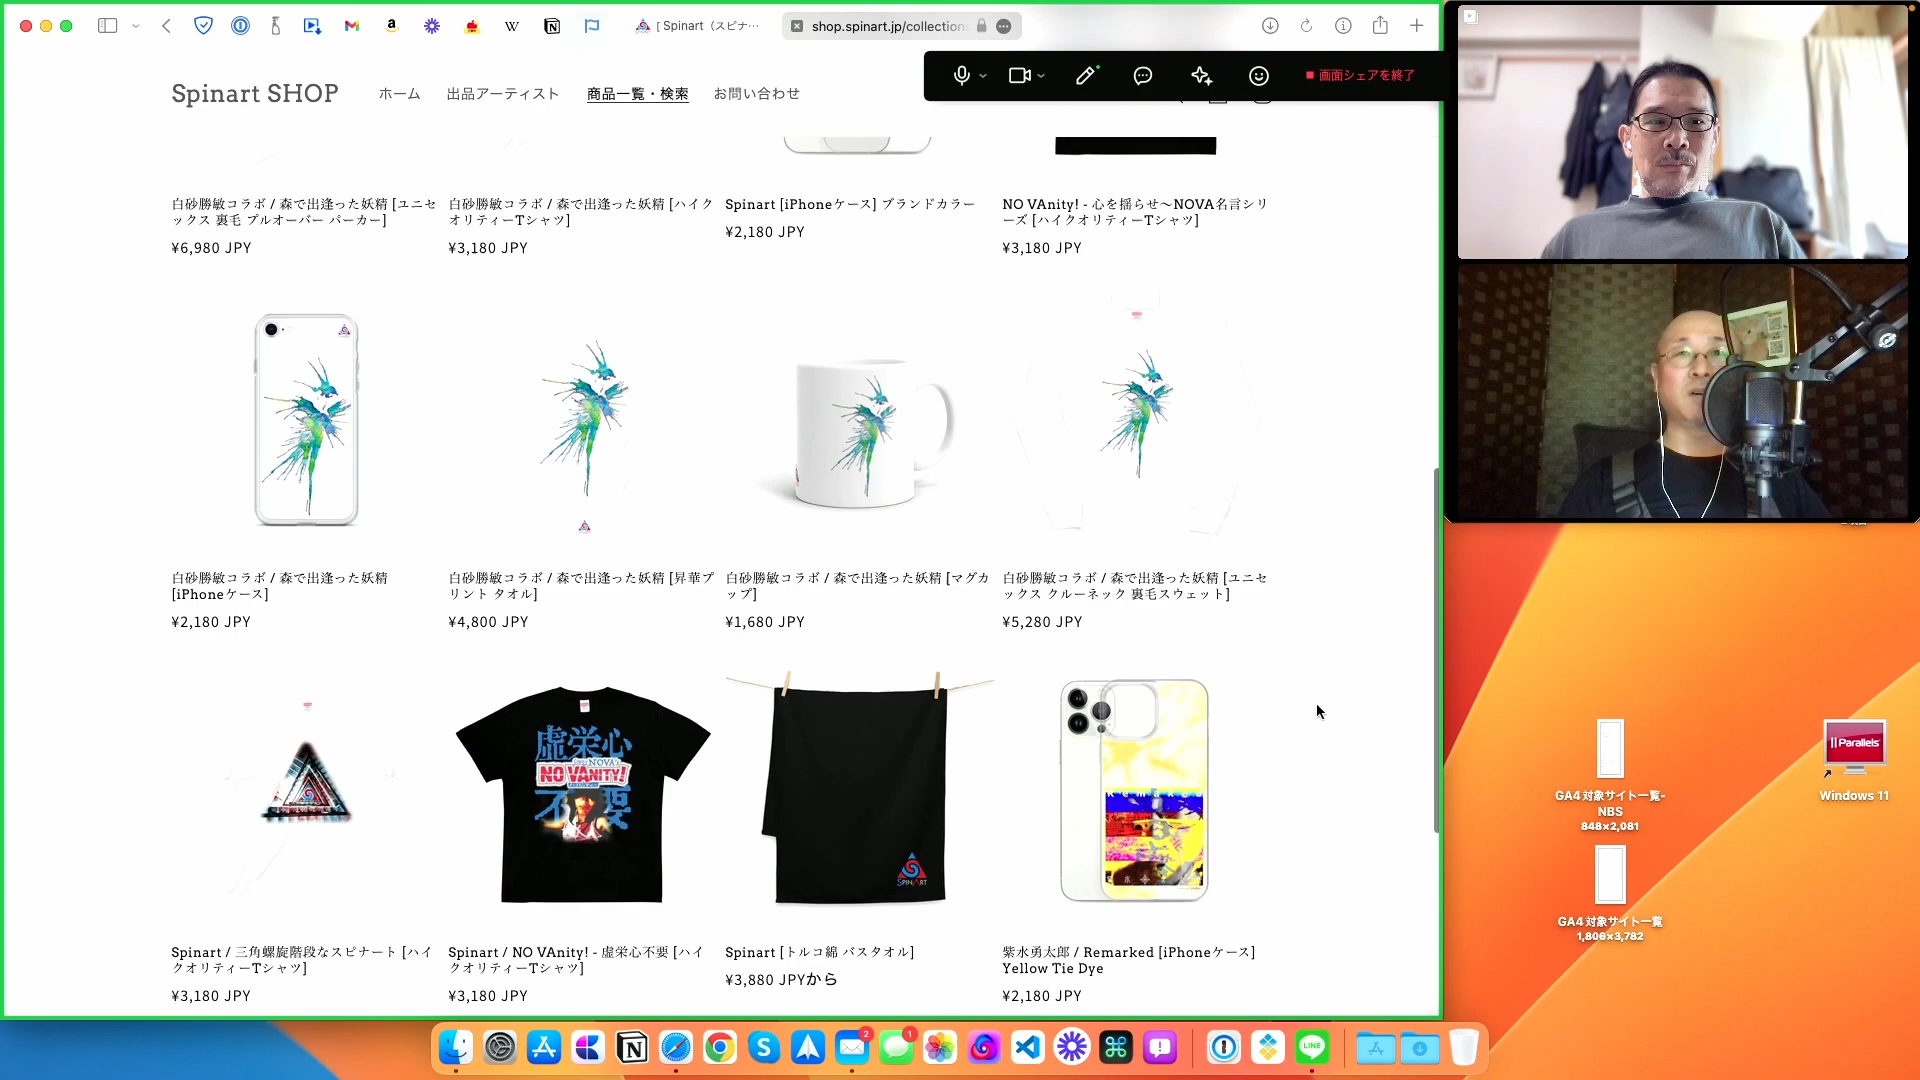 [ Spinart（スピナ…
shop.spinart.jp/collections
画面シェアを終了
Spinart SHOP
ホーム
出品アーティスト
商品一覧・検索
お問い合わせ
白砂勝敏コラボ / 森で出逢った妖精 [ユニセ
ックス 裏毛 プルオーバー パーカー]
¥6,980 JPY
白砂勝敏コラボ / 森で出逢った妖精 [ハイク
オリティーTシャツ]
¥3,180 JPY
Spinart [iPhoneケース] ブランドカラー
¥2,180 JPY
NO VAnity! - 心を揺らせ〜NOVA名言シリ
ーズ [ハイクオリティーTシャツ]
¥3,180 JPY
白砂勝敏コラボ / 森で出逢った妖精
[iPhoneケース]
¥2,180 JPY
白砂勝敏コラボ / 森で出逢った妖精 [昇華プ
リント タオル]
¥4,800 JPY
白砂勝敏コラボ / 森で出逢った妖精 [マグカ
ップ]
¥1,680 JPY
白砂勝敏コラボ / 森で出逢った妖精 [ユニセ
ックス クルーネック 裏毛スウェット]
¥5,280 JPY
虚栄心
NOVA's
NO VANITY!
不要
SPINART
Remarked
Spinart / 三角螺旋階段なスピナート [ハイ
クオリティーTシャツ]
¥3,180 JPY
Spinart / NO VAnity! - 虚栄心不要 [ハイ
クオリティーTシャツ]
¥3,180 JPY
Spinart [トルコ綿 バスタオル]
¥3,880 JPYから
紫水勇太郎 / Remarked [iPhoneケース]
Yellow Tie Dye
¥2,180 JPY
Parallels
Windows 11
GA4 対象サイト一覧-
NBS
848×2,081
GA4 対象サイト一覧
1,806×3,782
2
1
LINE